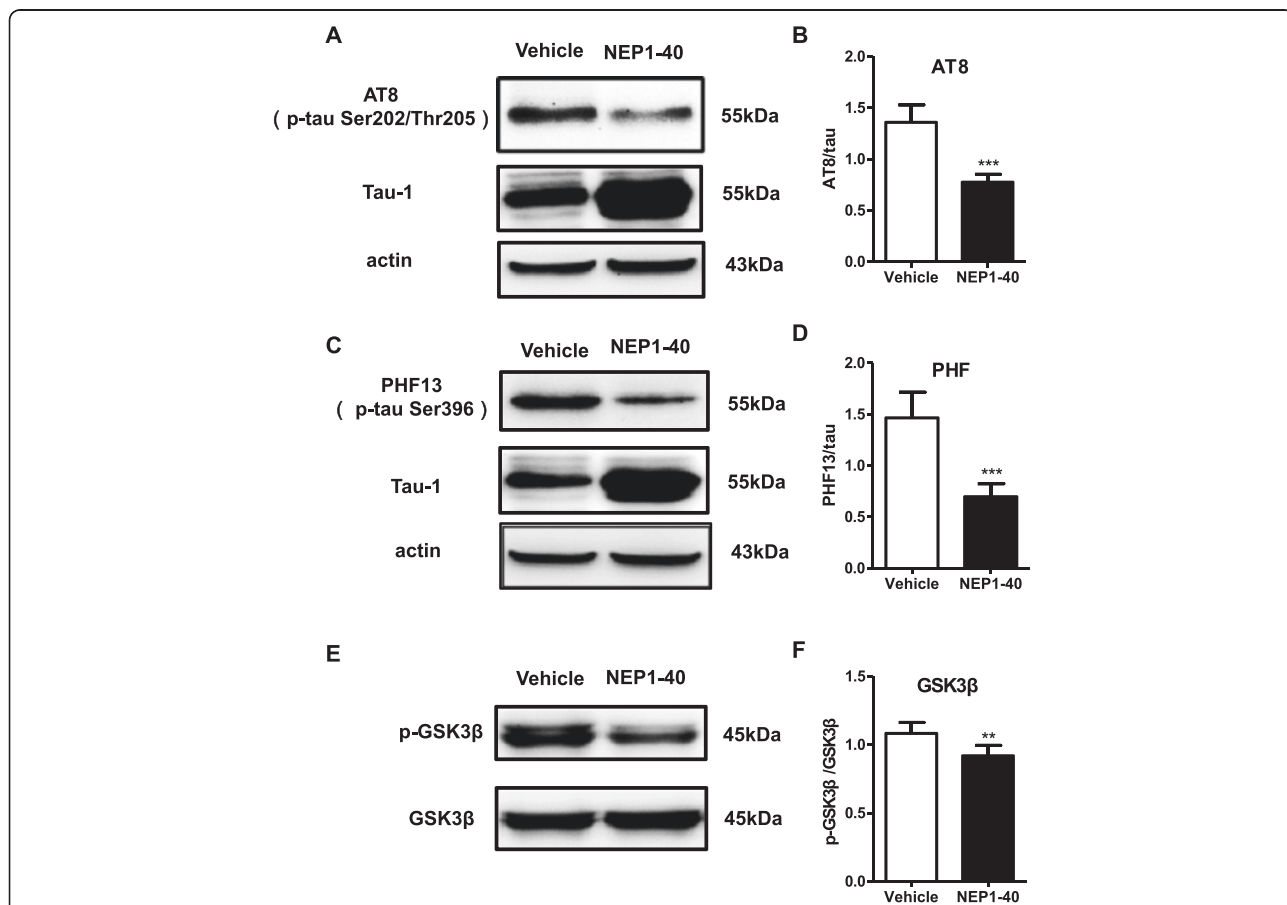 A
Vehicle NEP1-40
AT8
( p-tau Ser202/Thr205 )
55kDa
Tau-1
55kDa
actin
43kDa
B
AT8
2.0
1.5
1.0
0.5
0.0
AT8/tau
***
Vehicle NEP1-40
C
Vehicle NEP1-40
PHF13
( p-tau Ser396 )
55kDa
Tau-1
55kDa
actin
43kDa
D
PHF
2.0
1.5
1.0
0.5
0.0
PHF13/tau
***
Vehicle NEP1-40
E
Vehicle NEP1-40
p-GSK3β
45kDa
GSK3β
45kDa
F
GSK3β
1.5
1.0
0.5
0.0
p-GSK3β /GSK3β
**
Vehicle NEP1-40